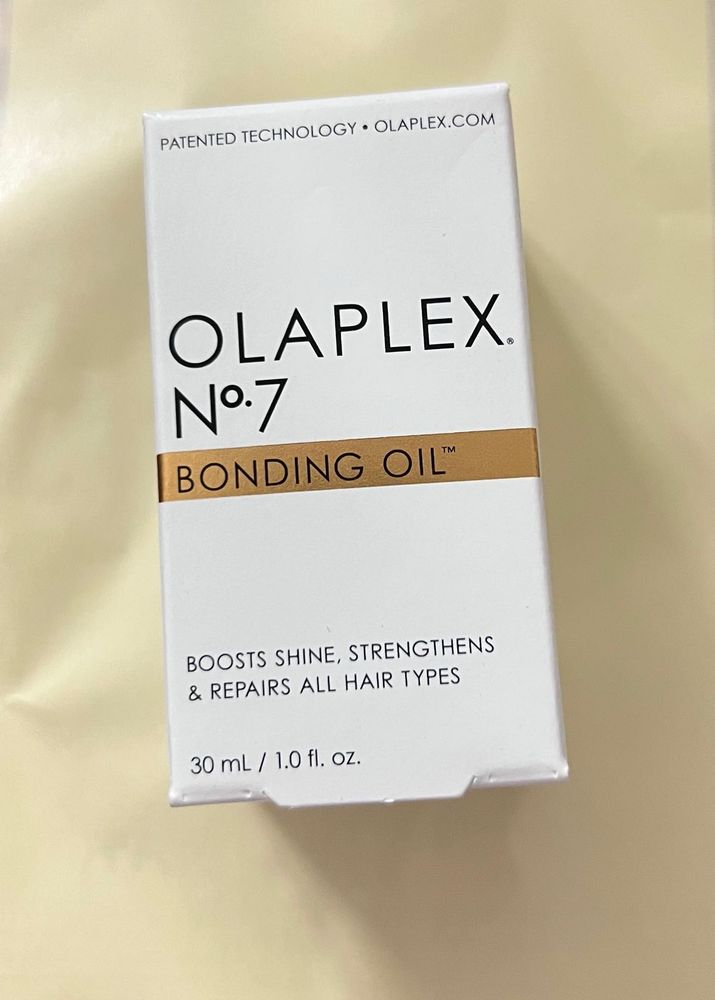 PATENTED TECHNOLOGY • OLAPLEX.COM
OLAPLEX®
Nº.7
BONDING OIL™
BOOSTS SHINE, STRENGTHENS
& REPAIRS ALL HAIR TYPES
30 mL / 1.0 fl. oz.